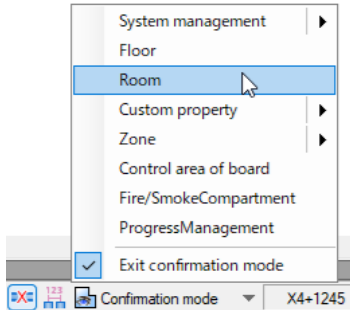 System management
Floor
Room
Custom property
Zone
Control area of board
Fire/SmokeCompartment
ProgressManagement
Exit confirmation mode
123
Confirmation mode
X4+1245